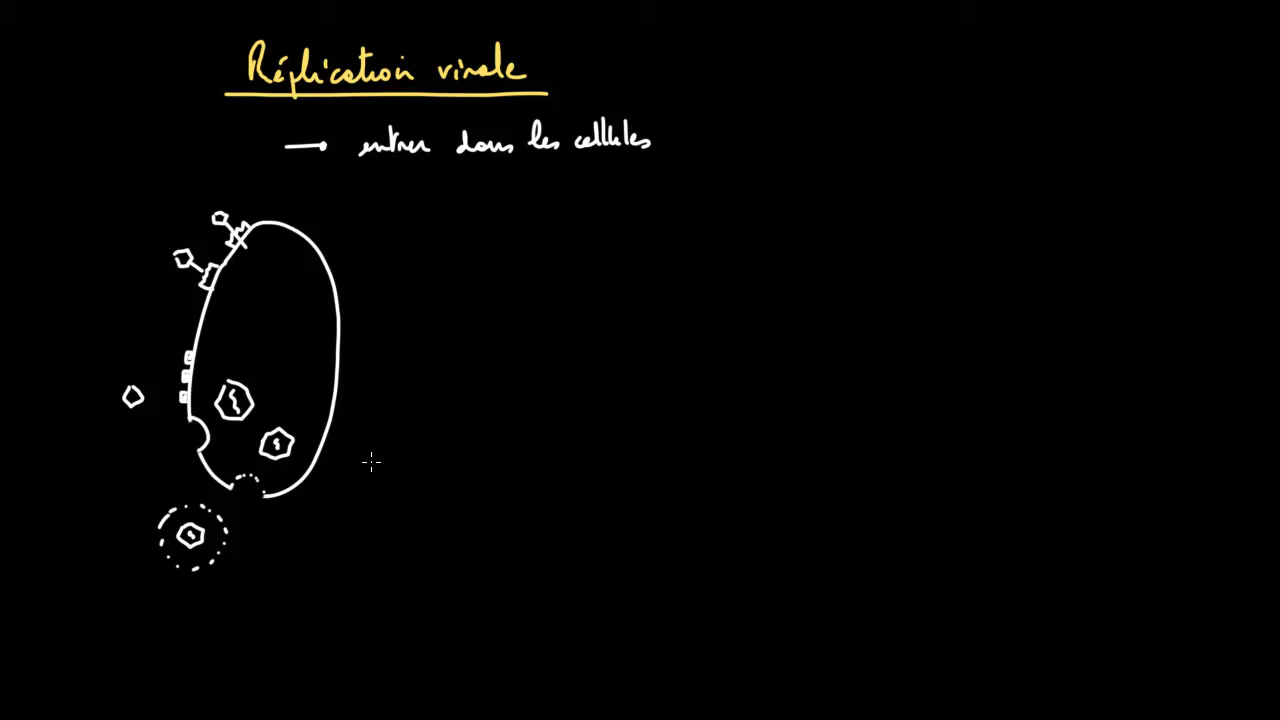 Réplication virale
→ entrer dans les cellules